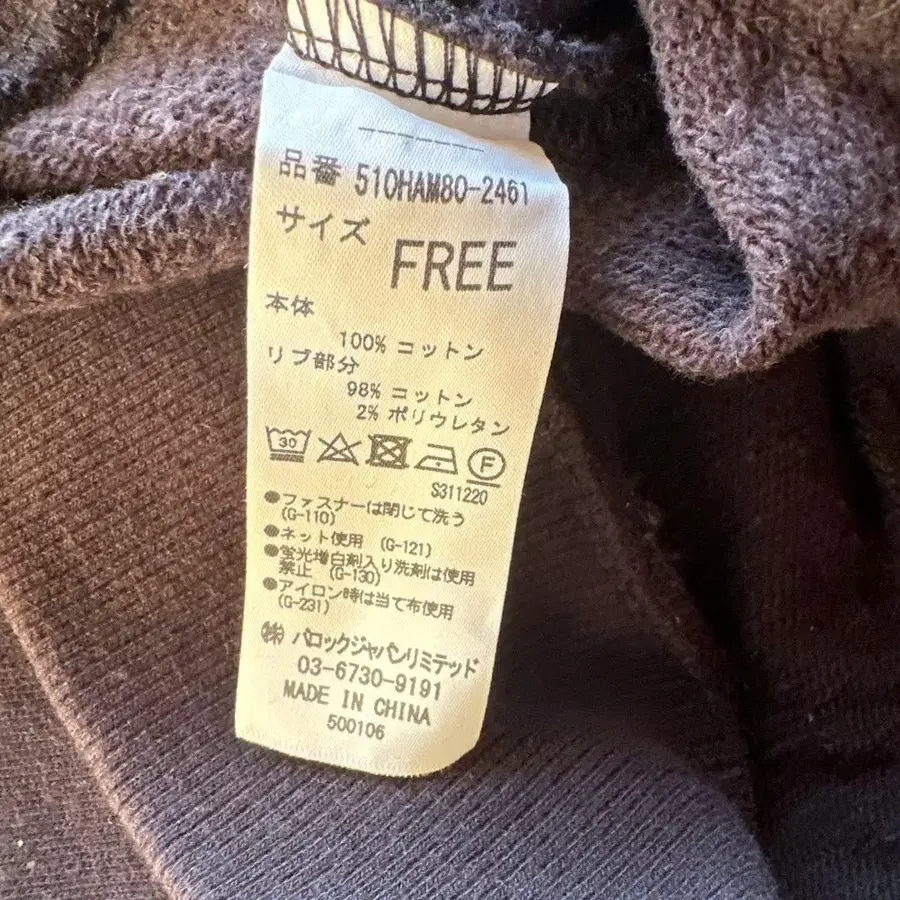 -------
品番 510HAM80-2461
サイズ
FREE
本体
100% コットン
リブ部分
98% コットン
2% ポリウレタン
30 F
S311220
●ファスナーは閉じて洗う
(G-110)
●ネット使用 (G-121)
●蛍光増白剤入り洗剤は使用
禁止 (G-130)
●アイロン時は当て布使用
(G-231)
㈱ バロックジャパンリミテッド
03-6730-9191
MADE IN CHINA
500106